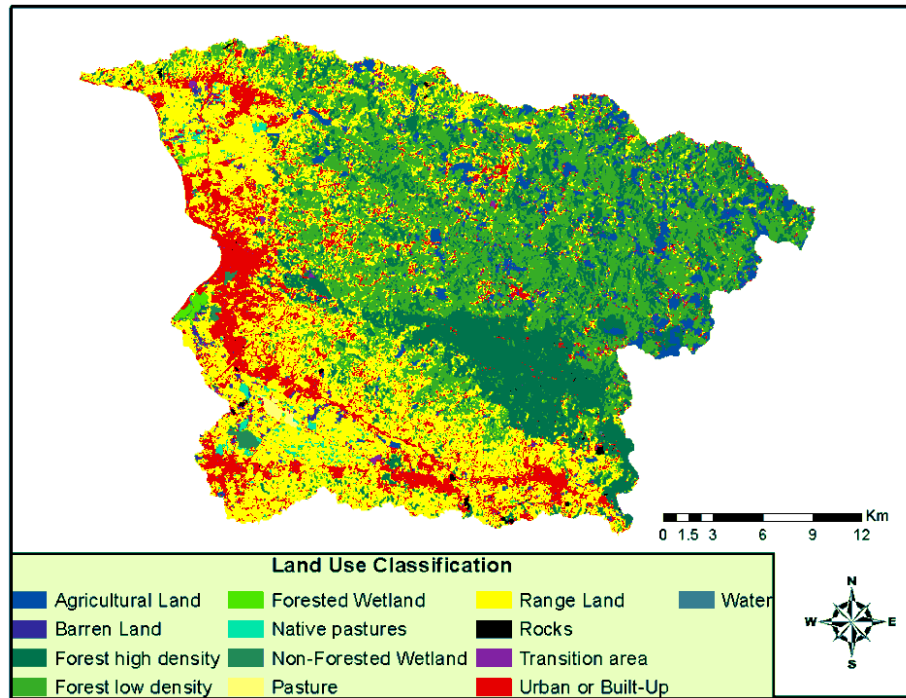 Km
0 1.5 3 6 9 12
Land Use Classification
Agricultural Land Forested Wetland Range Land Water
Barren Land Native pastures Rocks
Forest high density Non-Forested Wetland Transition area
Forest low density Pasture Urban or Built-Up
N
W E
S